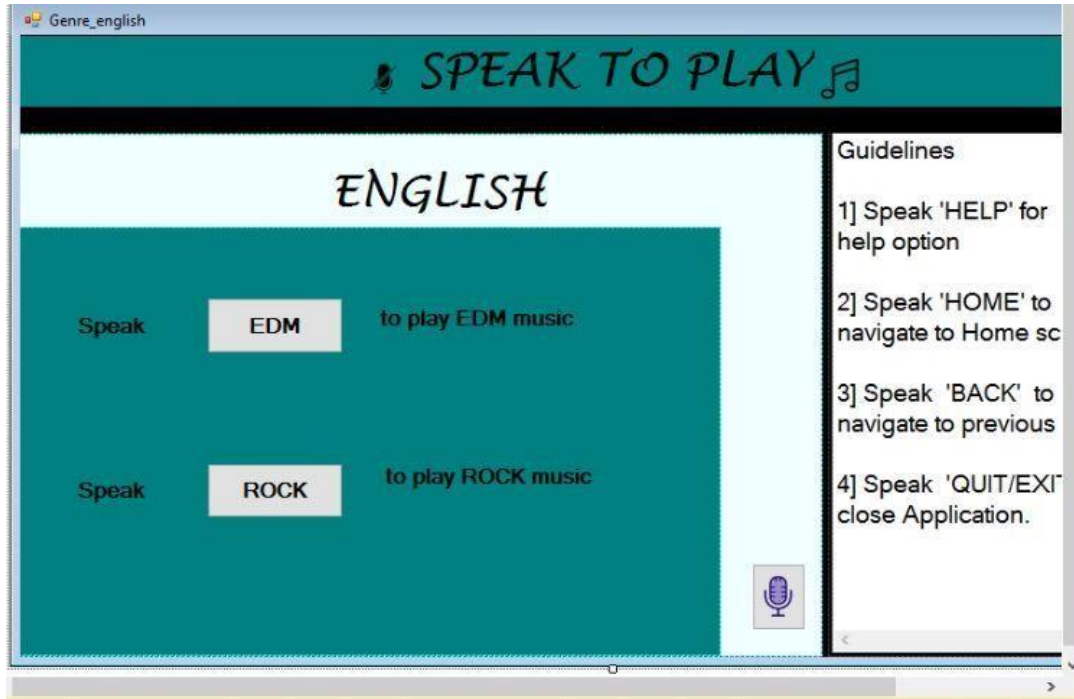 Genre_english
SPEAK TO PLAY
ENGLISH
Speak EDM to play EDM music
Speak ROCK to play ROCK music
Guidelines
1] Speak 'HELP' for
help option
2] Speak 'HOME' to
navigate to Home sc
3] Speak 'BACK' to
navigate to previous
4] Speak 'QUIT/EXIT
close Application.